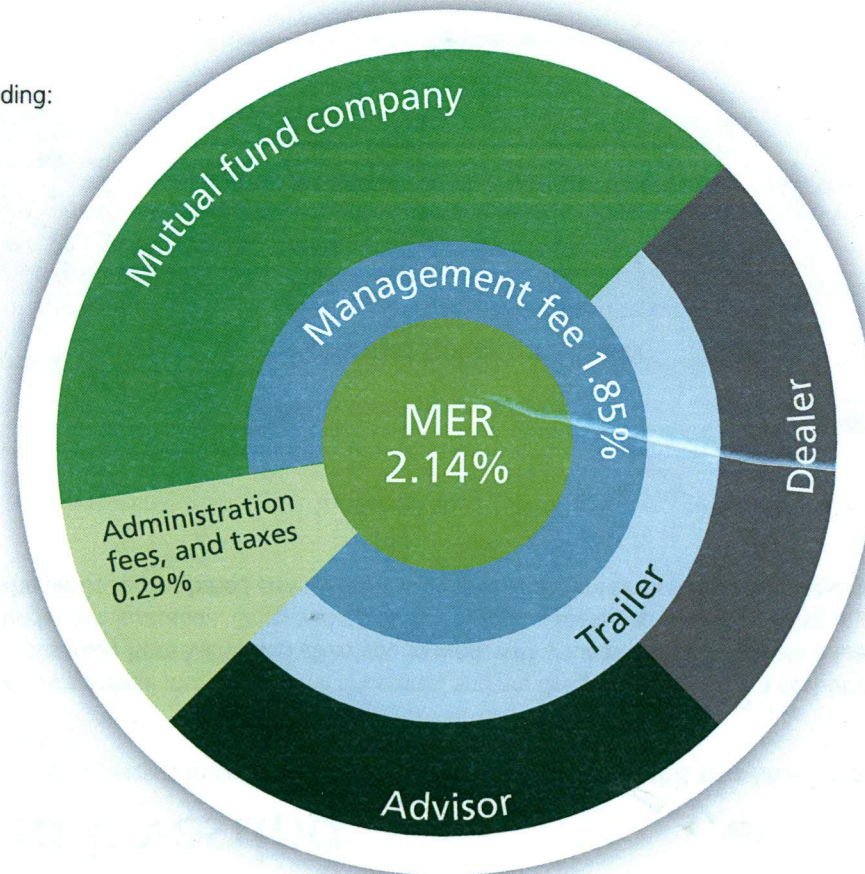 ding:
Mutual fund company
Management fee 1.85%
MER
2.14%
Dealer
Administration
fees, and taxes
0.29%
Trailer
Advisor